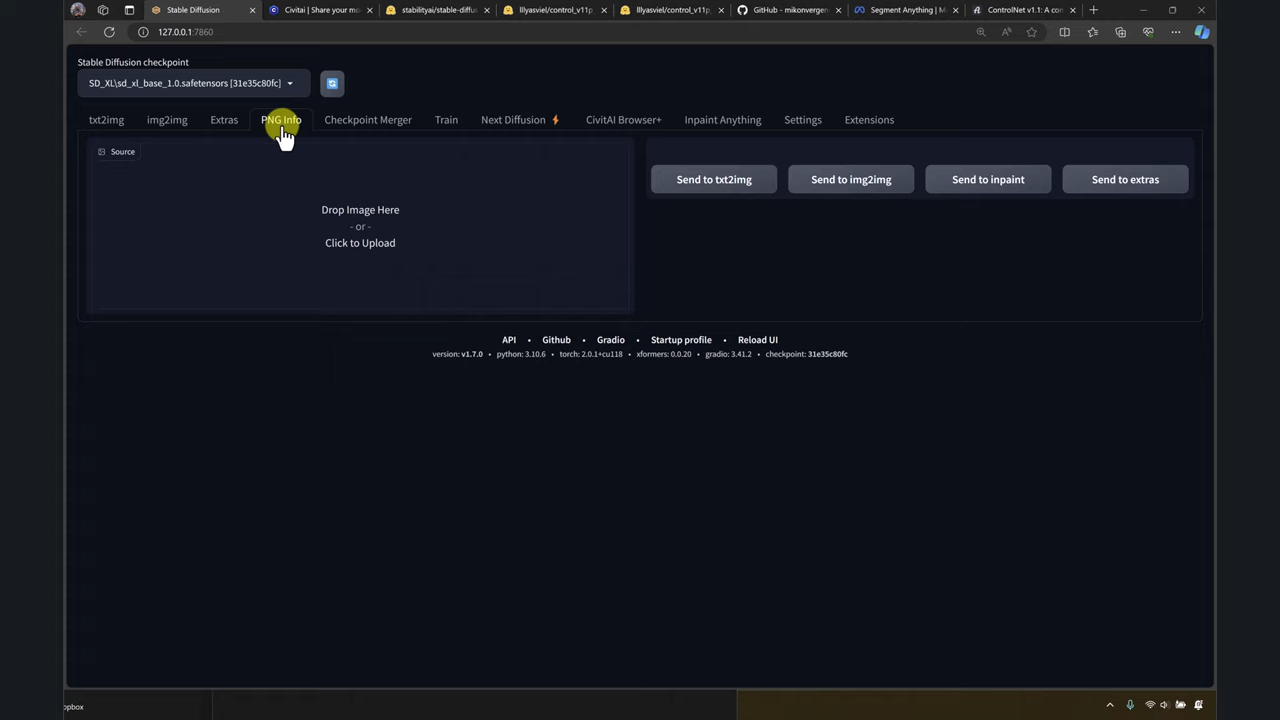 Stable Diffusion
Civitai | Share your mo
stabilityai/stable-diffus
lllyasviel/control_v11p
lllyasviel/control_v11p_
GitHub - mikonvergen
Segment Anything | M
ControlNet v1.1: A con
127.0.0.1:7860
Stable Diffusion checkpoint
SD_XL\sd_xl_base_1.0.safetensors [31e35c80fc]
txt2img
img2img
Extras
PNG Info
Checkpoint Merger
Train
Next Diffusion
CivitAI Browser+
Inpaint Anything
Settings
Extensions
Source
Drop Image Here
- or -
Click to Upload
Send to txt2img
Send to img2img
Send to inpaint
Send to extras
API • Github • Gradio • Startup profile • Reload UI
version: v1.7.0 • python: 3.10.6 • torch: 2.0.1+cu118 • xformers: 0.0.20 • gradio: 3.41.2 • checkpoint: 31e35c80fc
opbox